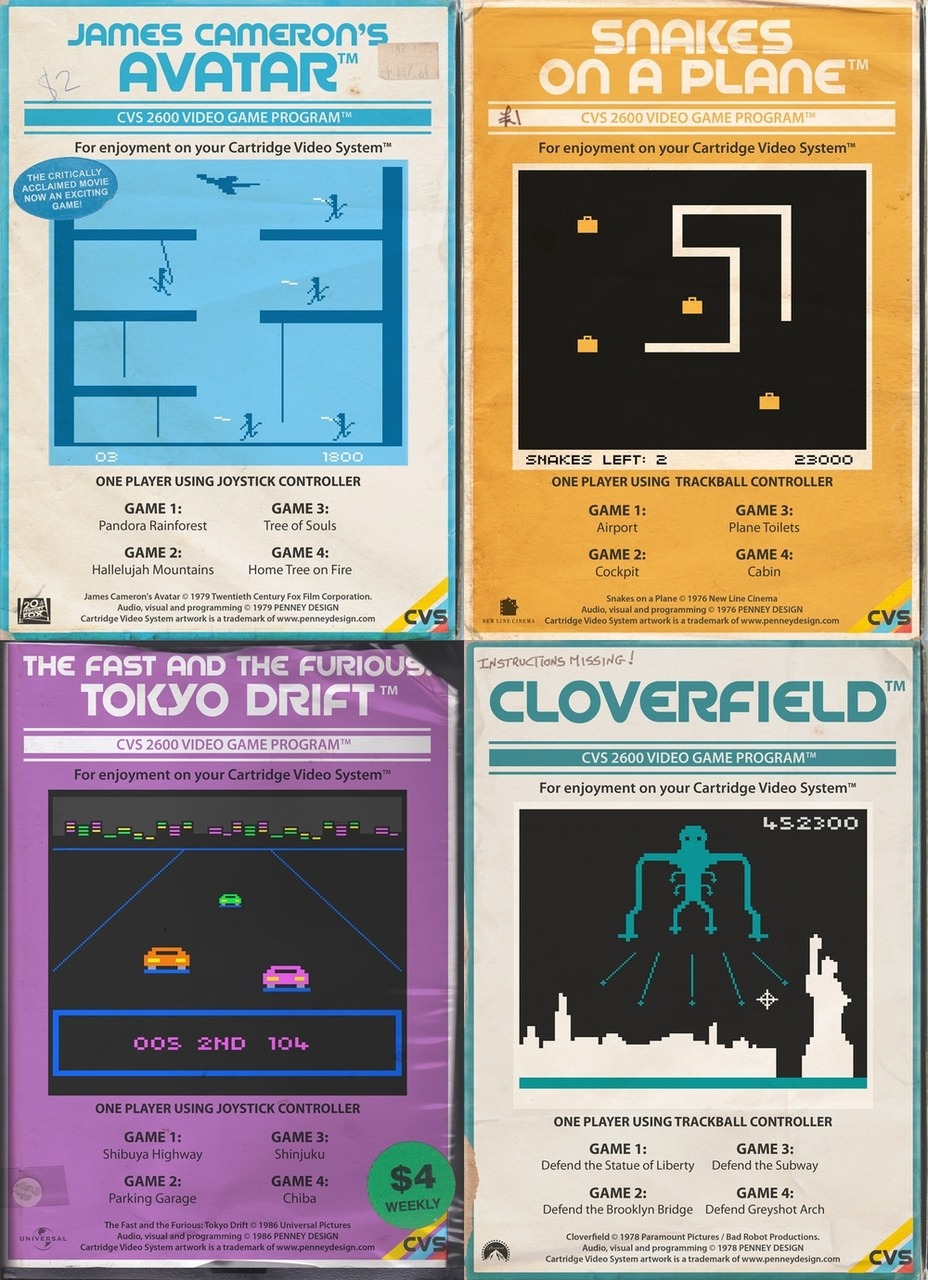 JAMES CAMERON'S
AVATAR™
$2
CVS 2600 VIDEO GAME PROGRAM™
For enjoyment on your Cartridge Video System™
THE CRITICALLY
ACCLAIMED MOVIE
NOW AN EXCITING
GAME!
03 1800
ONE PLAYER USING JOYSTICK CONTROLLER
GAME 1:
Pandora Rainforest
GAME 3:
Tree of Souls
GAME 2:
Hallelujah Mountains
GAME 4:
Home Tree on Fire
James Cameron's Avatar © 1979 Twentieth Century Fox Film Corporation.
Audio, visual and programming © 1979 PENNEY DESIGN
Cartridge Video System artwork is a trademark of www.penneydesign.com
CVS
SNAKES
ON A PLANE™
£1
CVS 2600 VIDEO GAME PROGRAM™
For enjoyment on your Cartridge Video System™
SNAKES LEFT: 2 23000
ONE PLAYER USING TRACKBALL CONTROLLER
GAME 1:
Airport
GAME 3:
Plane Toilets
GAME 2:
Cockpit
GAME 4:
Cabin
Snakes on a Plane © 1976 New Line Cinema
Audio, visual and programming © 1976 PENNEY DESIGN
Cartridge Video System artwork is a trademark of www.penneydesign.com
NEW LINE CINEMA
CVS
THE FAST AND THE FURIOUS:
TOKYO DRIFT™
CVS 2600 VIDEO GAME PROGRAM™
For enjoyment on your Cartridge Video System™
005 2ND 104
ONE PLAYER USING JOYSTICK CONTROLLER
GAME 1:
Shibuya Highway
GAME 3:
Shinjuku
GAME 2:
Parking Garage
GAME 4:
Chiba
$4
WEEKLY
The Fast and the Furious: Tokyo Drift © 1986 Universal Pictures
Audio, visual and programming © 1986 PENNEY DESIGN
Cartridge Video System artwork is a trademark of www.penneydesign.com
UNIVERSAL
CVS
INSTRUCTIONS MISSING!
CLOVERFIELD™
CVS 2600 VIDEO GAME PROGRAM™
For enjoyment on your Cartridge Video System™
452300
ONE PLAYER USING TRACKBALL CONTROLLER
GAME 1:
Defend the Statue of Liberty
GAME 3:
Defend the Subway
GAME 2:
Defend the Brooklyn Bridge
GAME 4:
Defend Greyshot Arch
Cloverfield © 1978 Paramount Pictures / Bad Robot Productions.
Audio, visual and programming © 1978 PENNEY DESIGN
Cartridge Video System artwork is a trademark of www.penneydesign.com
CVS